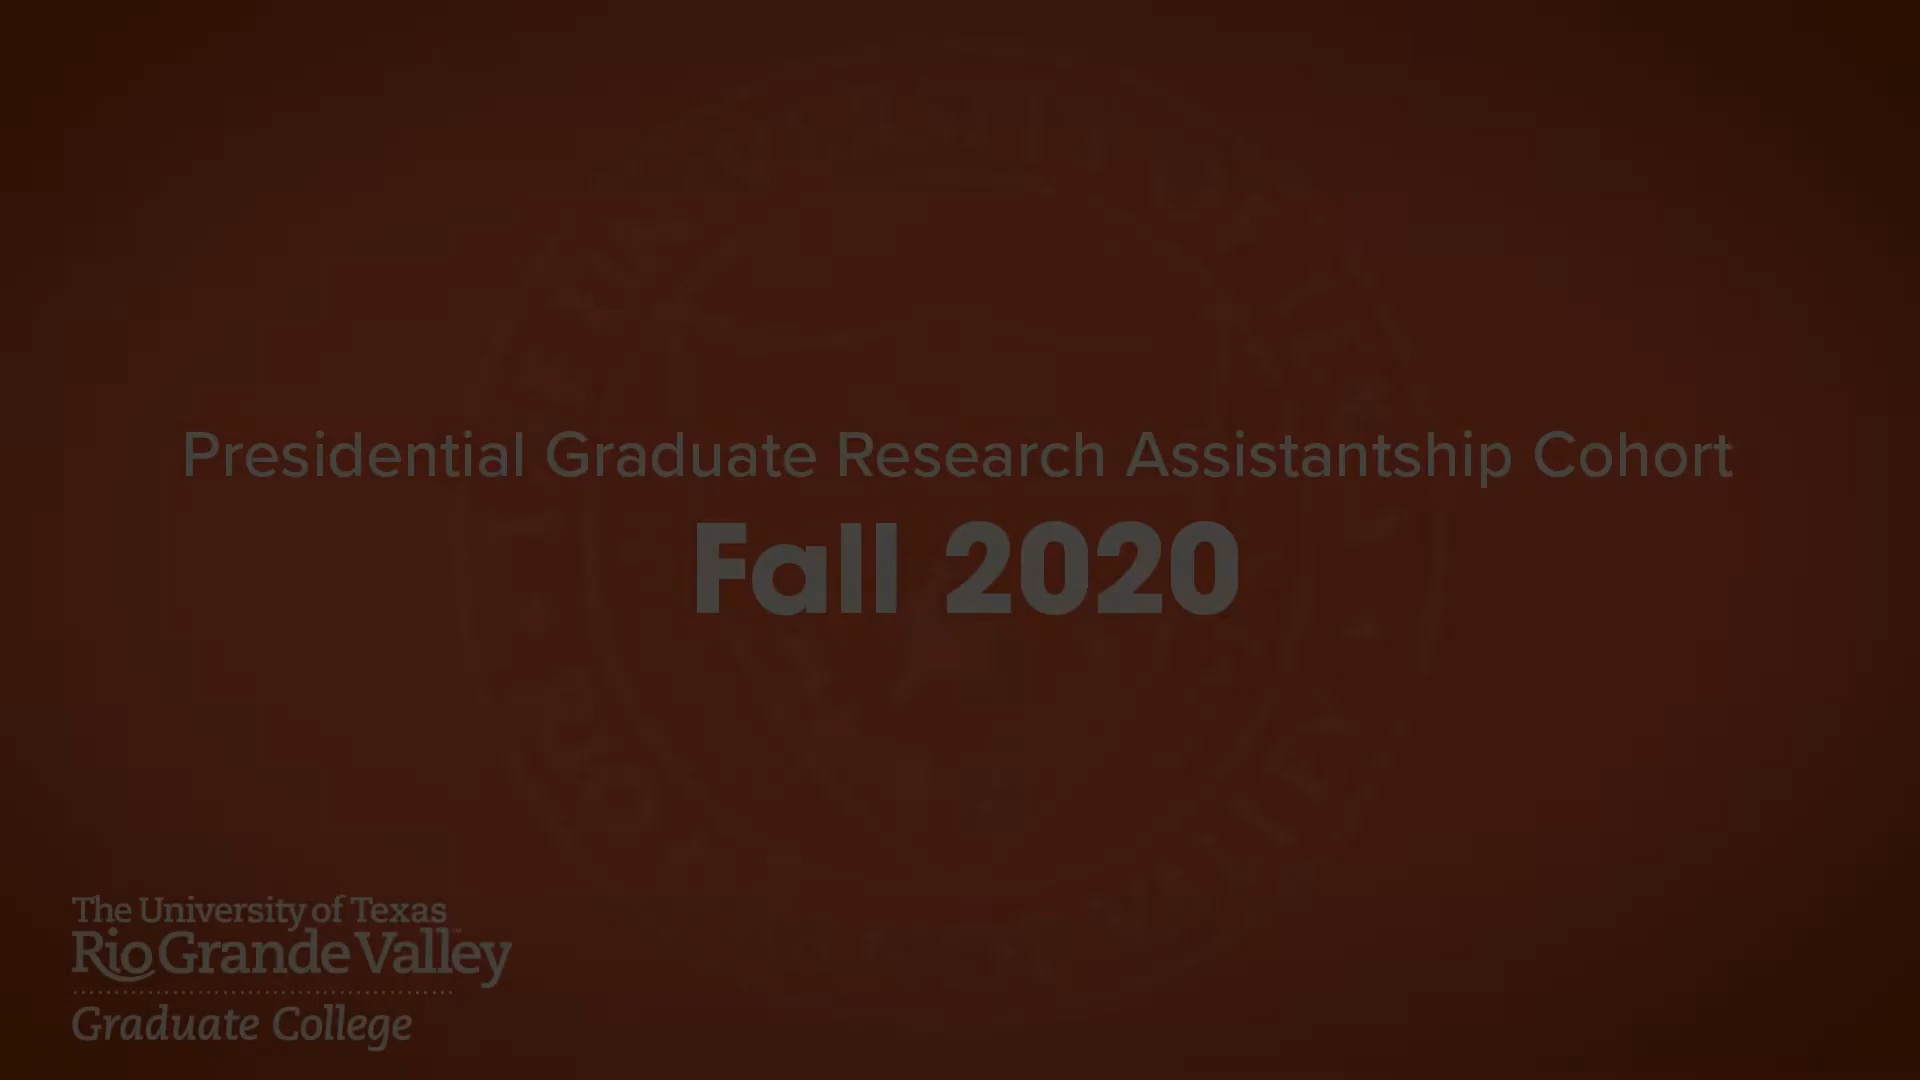 Presidential Graduate Research Assistantship Cohort
Fall 2020
The University of Texas
Rio Grande Valley
Graduate College